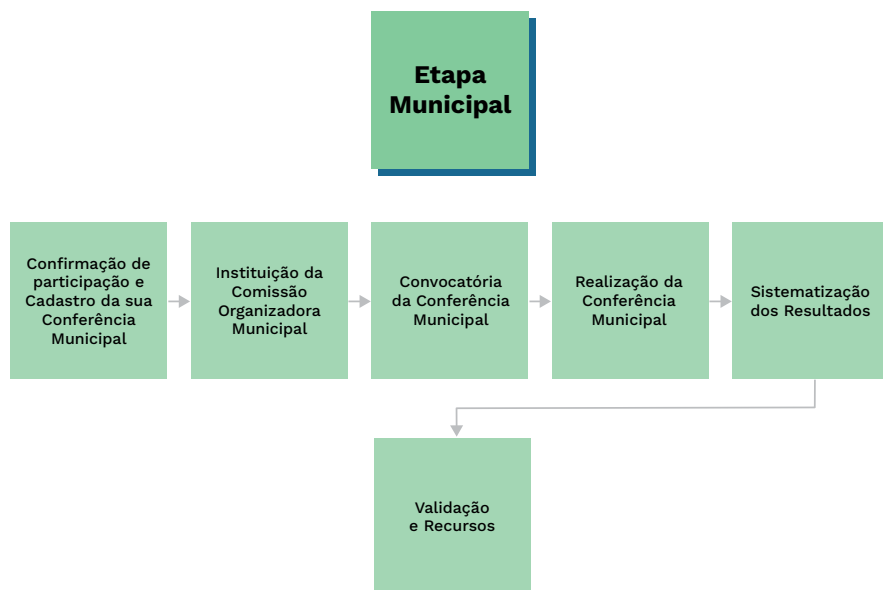 Etapa
Municipal
Confirmação de
participação e
Cadastro da sua
Conferência
Municipal
Instituição da
Comissão
Organizadora
Municipal
Convocatória
da Conferência
Municipal
Realização da
Conferência
Municipal
Sistematização
dos Resultados
Validação
e Recursos